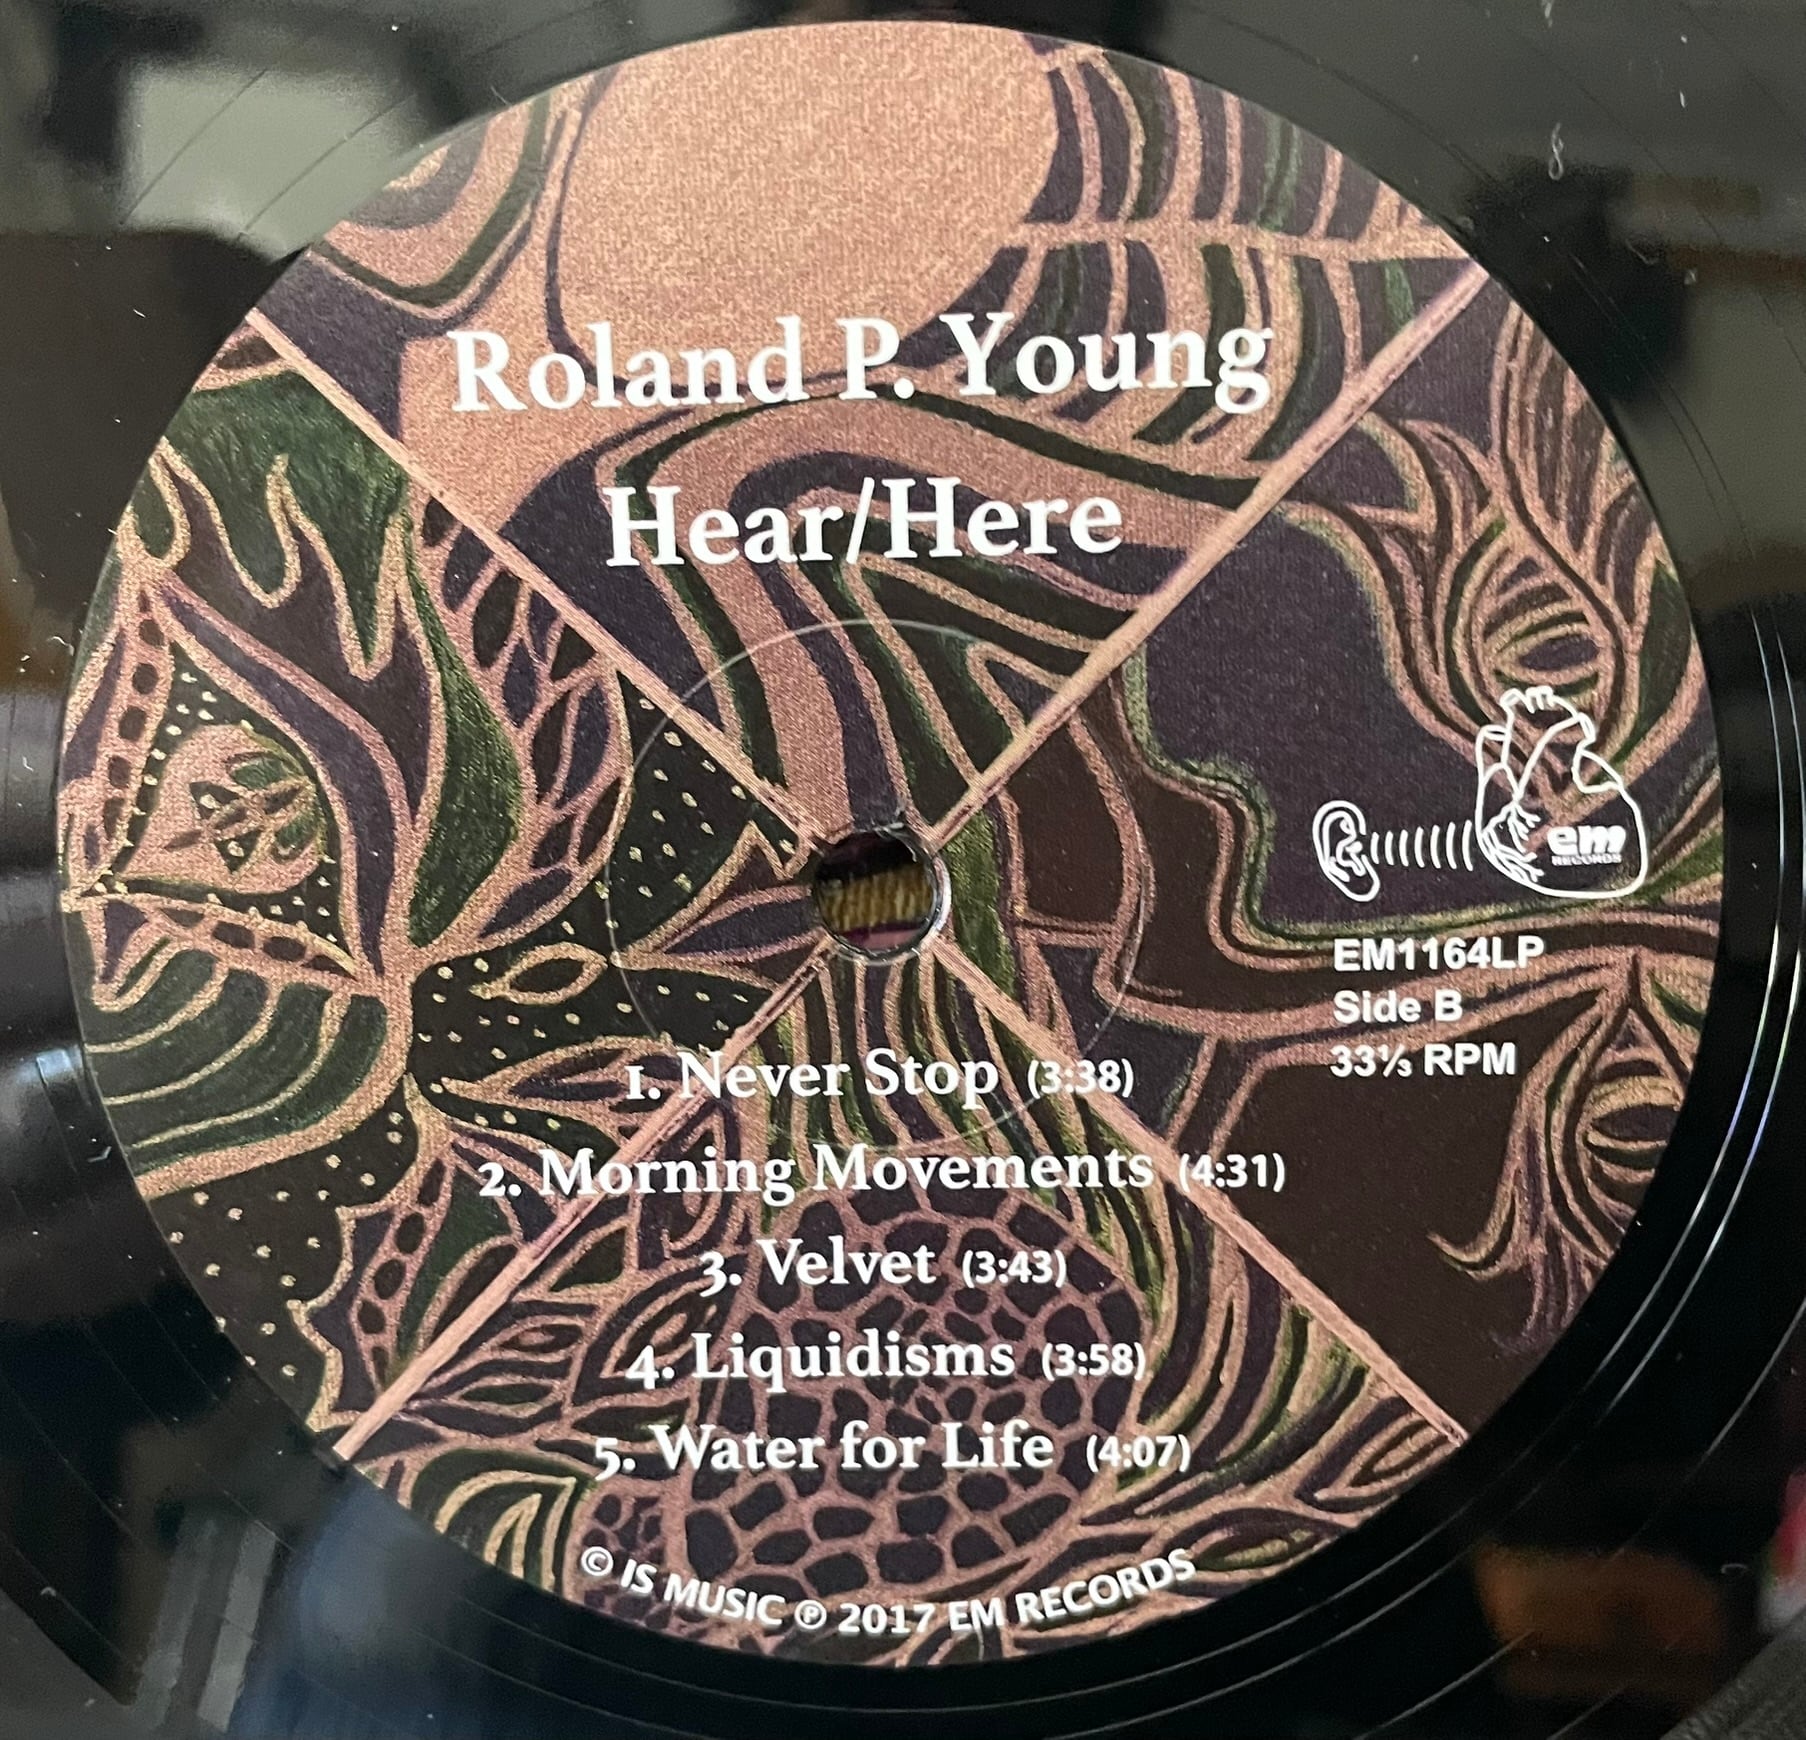 Roland P. Young
Hear/Here
em
RECORDS
EM1164LP
Side B
33⅓ RPM
1. Never Stop (3:38)
2. Morning Movements (4:31)
3. Velvet (3:43)
4. Liquidisms (3:58)
5. Water for Life (4:07)
© IS MUSIC ℗ 2017 EM RECORDS